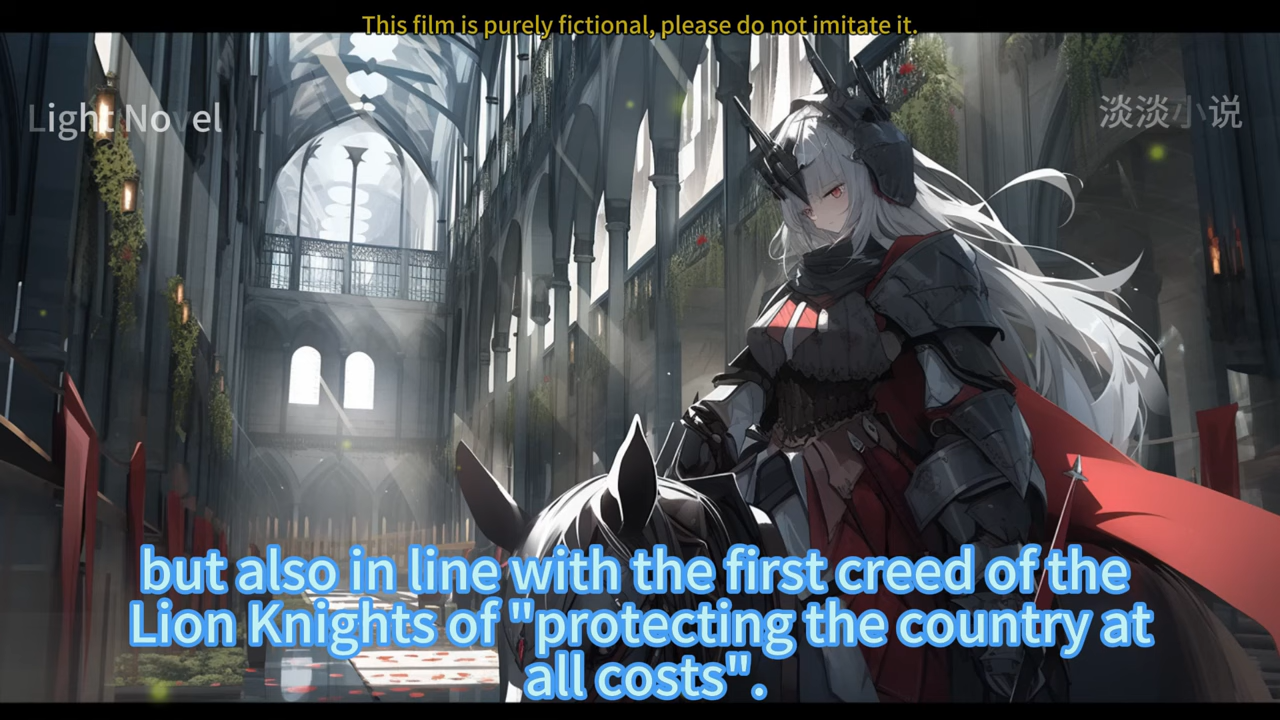 This film is purely fictional, please do not imitate it.
Light Novel
淡淡小说
but also in line with the first creed of the
Lion Knights of "protecting the country at
all costs".